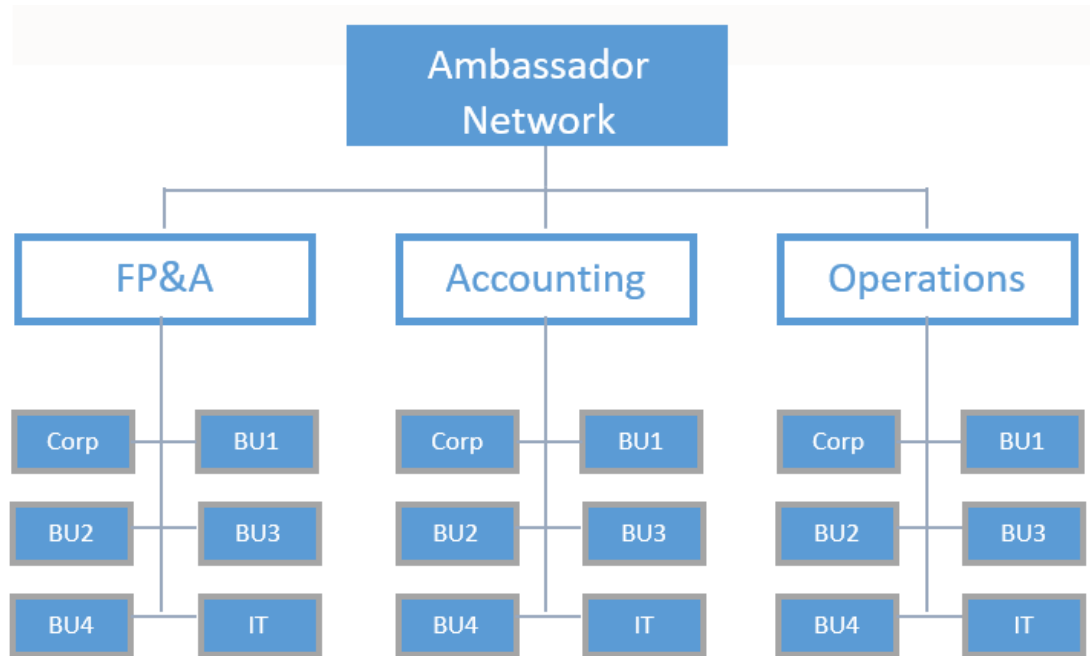 Ambassador
Network
FP&A
Accounting
Operations
Corp
BU1
Corp
BU1
Corp
BU1
BU2
BU3
BU2
BU3
BU2
BU3
BU4
IT
BU4
IT
BU4
IT